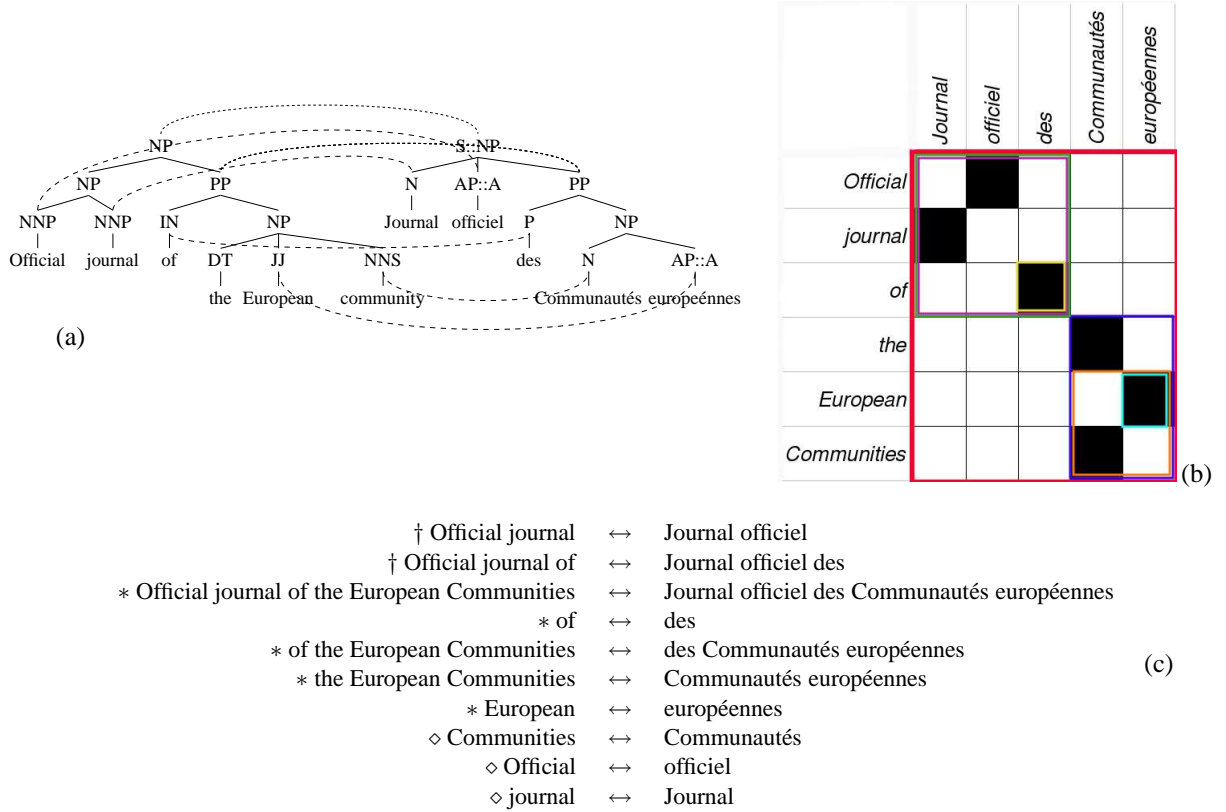 NP S::NP
NP PP N AP::A PP
NNP NNP IN NP Journal officiel P NP
Official journal of DT JJ NNS des N AP::A
the European community Communautés europeénnes
(a)
Journal
officiel
des
Communautés
européennes
Official
journal
of
the
European
Communities
(b)
† Official journal ↔ Journal officiel
† Official journal of ↔ Journal officiel des
∗ Official journal of the European Communities ↔ Journal officiel des Communautés européennes
∗ of ↔ des
∗ of the European Communities ↔ des Communautés européennes
∗ the European Communities ↔ Communautés européennes
∗ European ↔ européennes
⋄ Communities ↔ Communautés
⋄ Official ↔ officiel
⋄ journal ↔ Journal
(c)